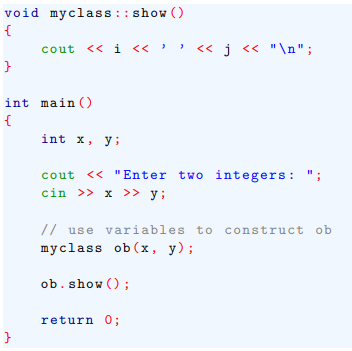 void myclass::show()
{
    cout << i << ’ ’ << j << "\n";
}

int main()
{
    int x, y;

    cout << "Enter two integers: ";
    cin >> x >> y;

    // use variables to construct ob
    myclass ob(x, y);

    ob.show();

    return 0;
}